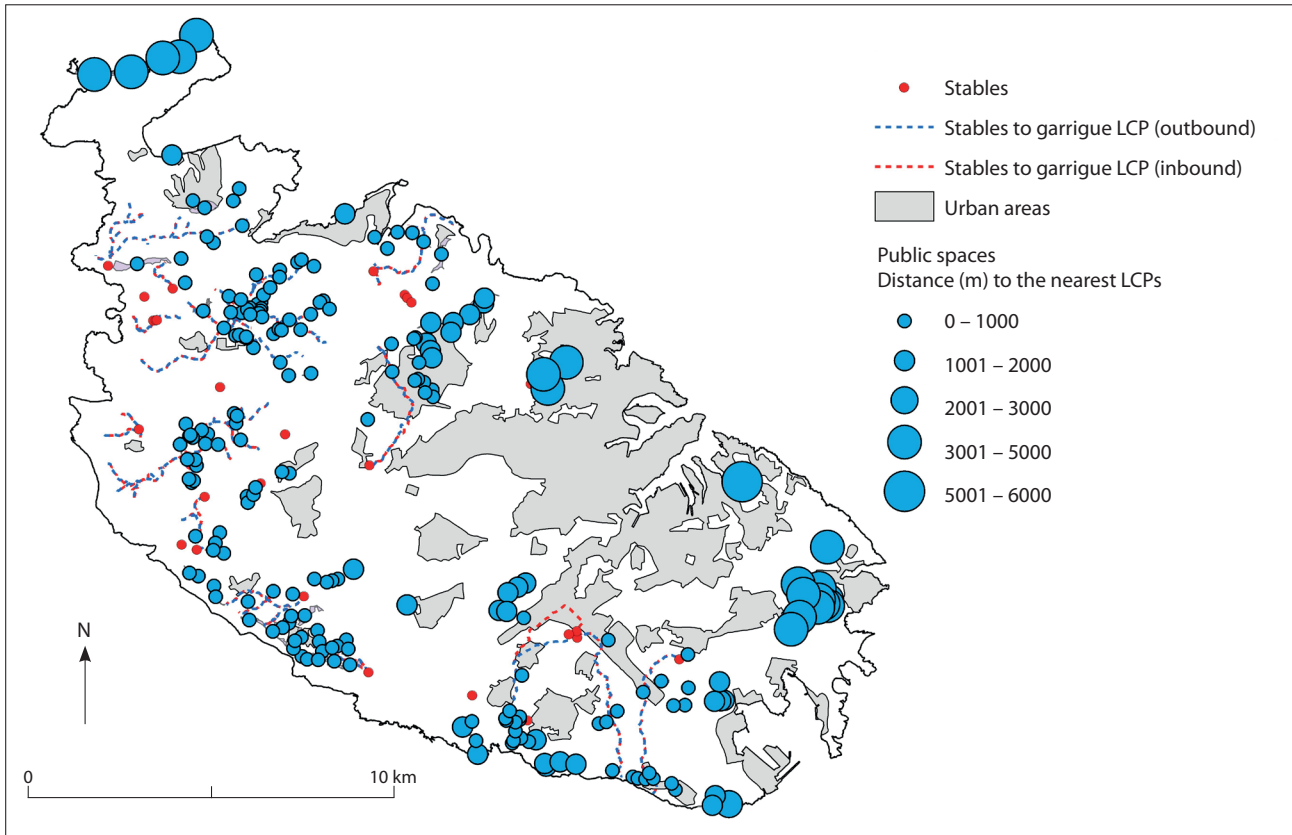 Stables
Stables to garrigue LCP (outbound)
Stables to garrigue LCP (inbound)
Urban areas
Public spaces
Distance (m) to the nearest LCPs
0 – 1000
1001 – 2000
2001 – 3000
3001 – 5000
5001 – 6000
N
0
10 km